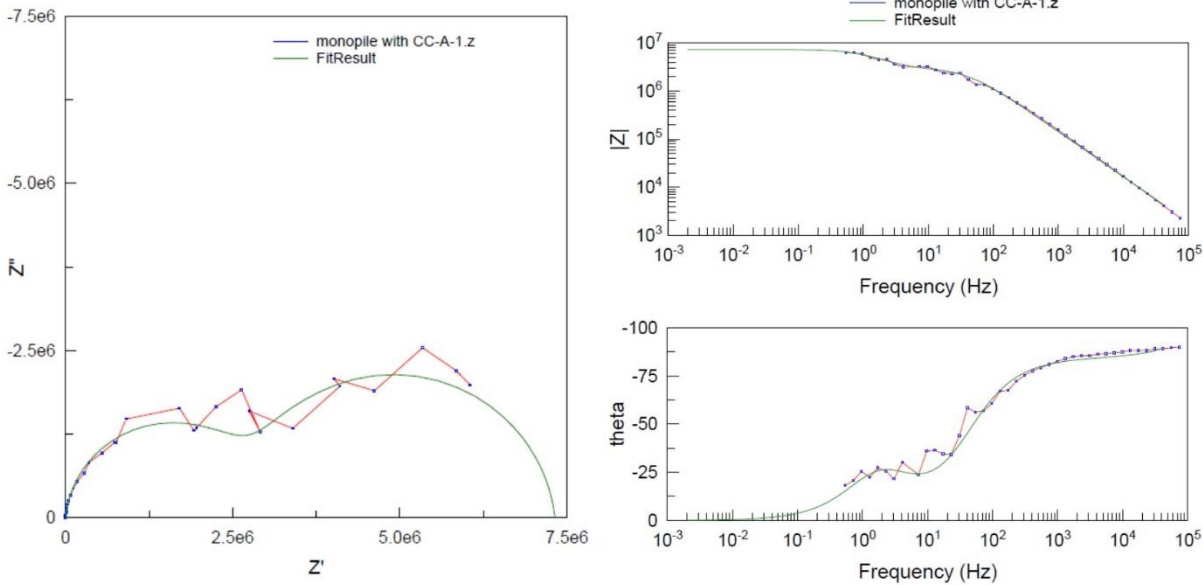 -7.5e6
-5.0e6
-2.5e6
0
Z''
monopile with CC-A-1.z
FitResult
0
2.5e6
5.0e6
7.5e6
Z'
monopile with CC-A-1.z
FitResult
10^7
10^6
10^5
10^4
10^3
|Z|
10^-3
10^-2
10^-1
10^0
10^1
10^2
10^3
10^4
10^5
Frequency (Hz)
-100
-75
-50
-25
0
theta
10^-3
10^-2
10^-1
10^0
10^1
10^2
10^3
10^4
10^5
Frequency (Hz)